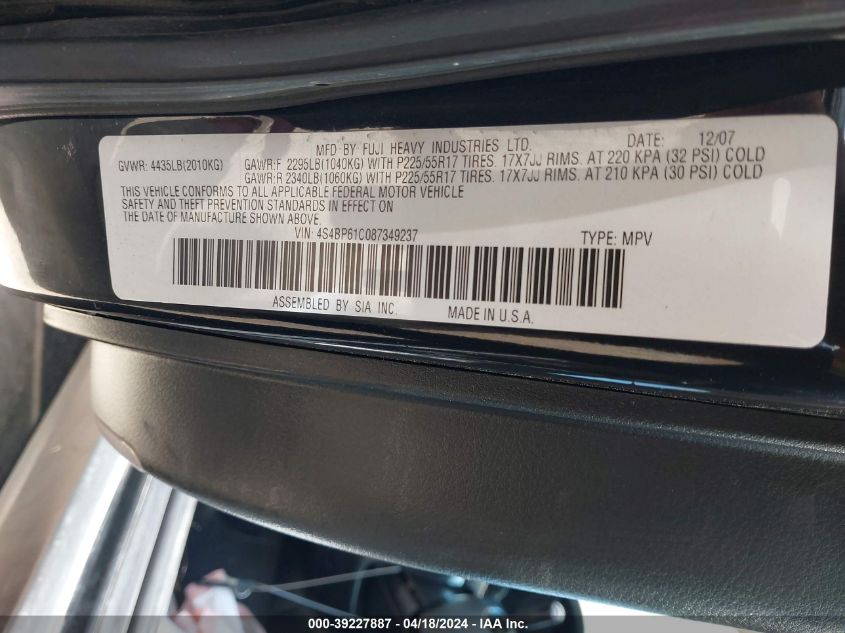 MFD BY FUJI HEAVY INDUSTRIES LTD. DATE: 12/07
GVWR: 4435LB(2010KG) GAWR:F 2295LB(1040KG) WITH P225/55R17 TIRES. 17X7JJ RIMS. AT 220 KPA (32 PSI) COLD
GAWR:R 2340LB(1060KG) WITH P225/55R17 TIRES. 17X7JJ RIMS. AT 210 KPA (30 PSI) COLD
THIS VEHICLE CONFORMS TO ALL APPLICABLE FEDERAL MOTOR VEHICLE
SAFETY AND THEFT PREVENTION STANDARDS IN EFFECT ON
THE DATE OF MANUFACTURE SHOWN ABOVE.
VIN: 4S4BP61C087349237 TYPE: MPV
ASSEMBLED BY SIA INC. MADE IN U.S.A.
000-39227887 - 04/18/2024 - IAA Inc.